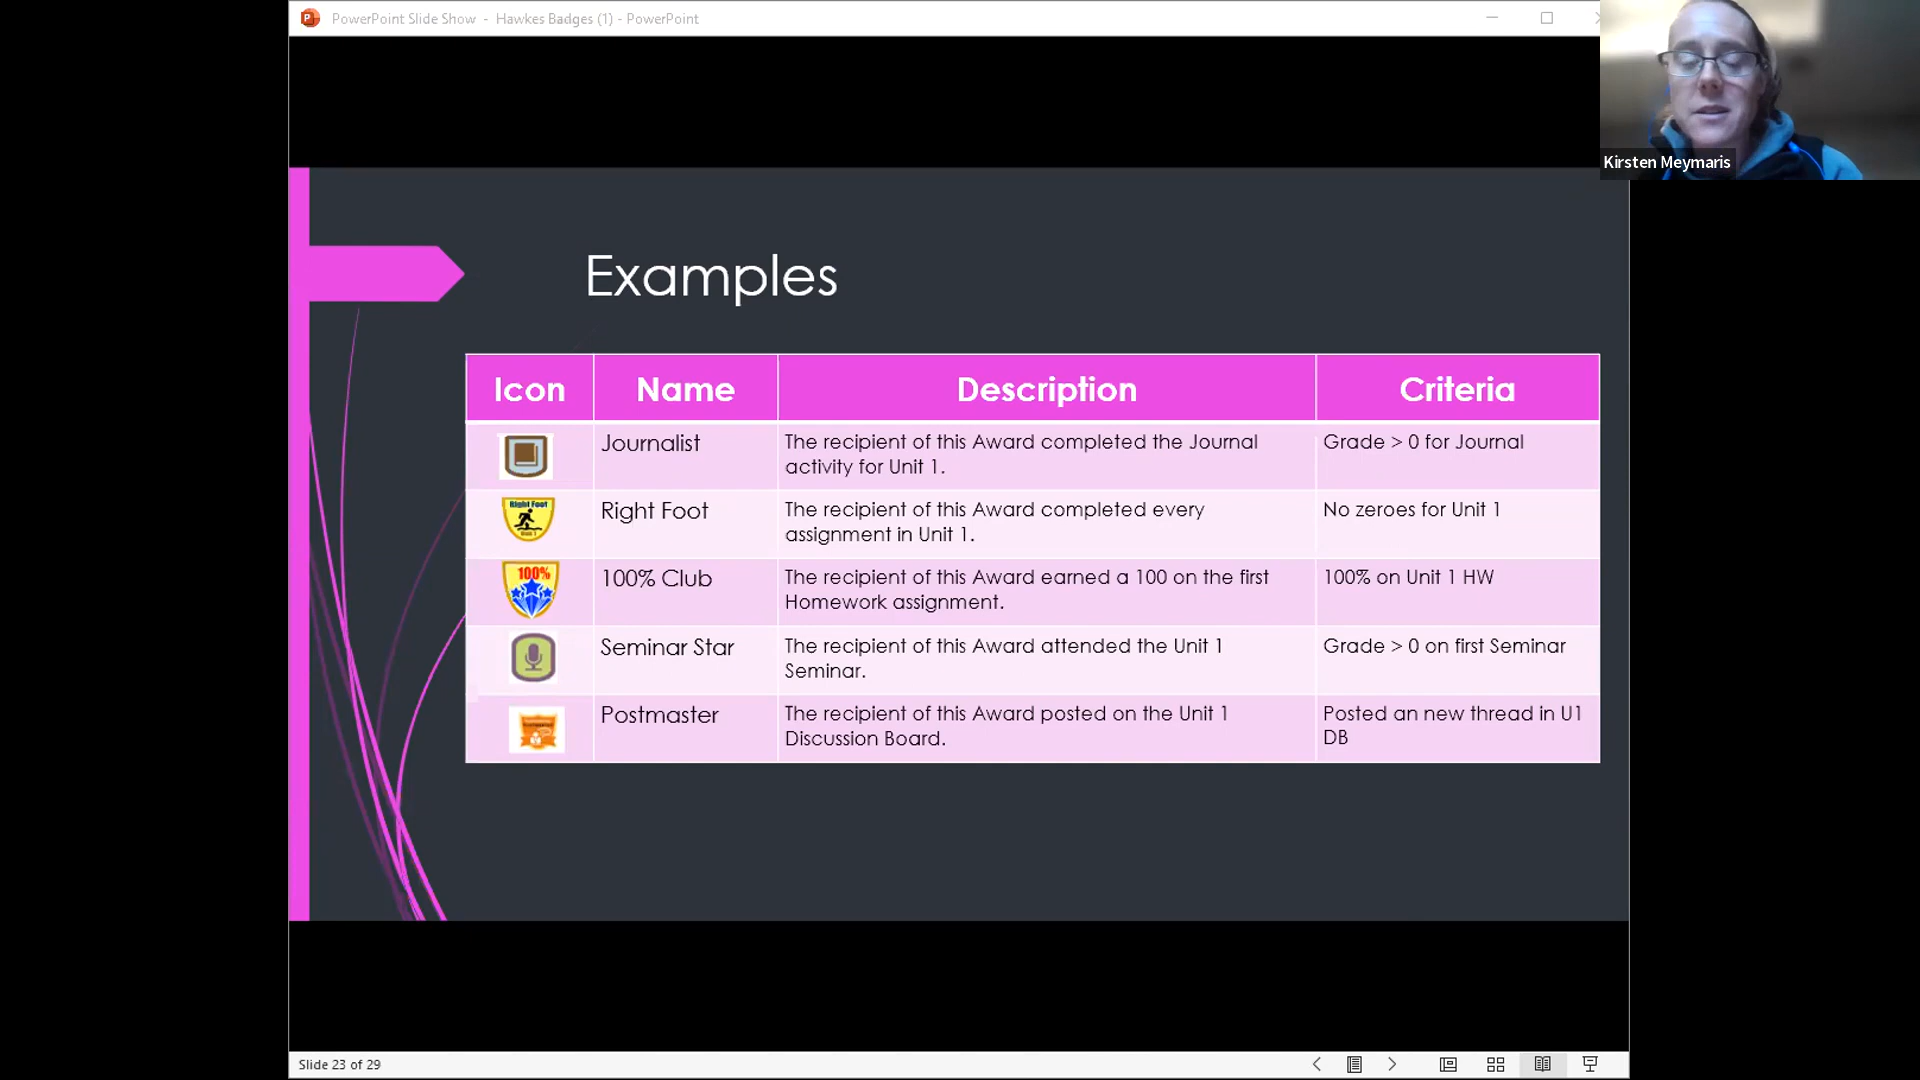 PowerPoint Slide Show - Hawkes Badges (1) - PowerPoint
Kirsten Meymaris
Examples
Icon Name Description Criteria
Journalist
The recipient of this Award completed the Journal
activity for Unit 1.
Grade > 0 for Journal
Right Foot
Right Foot
The recipient of this Award completed every
assignment in Unit 1.
No zeroes for Unit 1
100%
100% Club
The recipient of this Award earned a 100 on the first
Homework assignment.
100% on Unit 1 HW
Seminar Star
The recipient of this Award attended the Unit 1
Seminar.
Grade > 0 on first Seminar
Postmaster
The recipient of this Award posted on the Unit 1
Discussion Board.
Posted an new thread in U1
DB
Slide 23 of 29